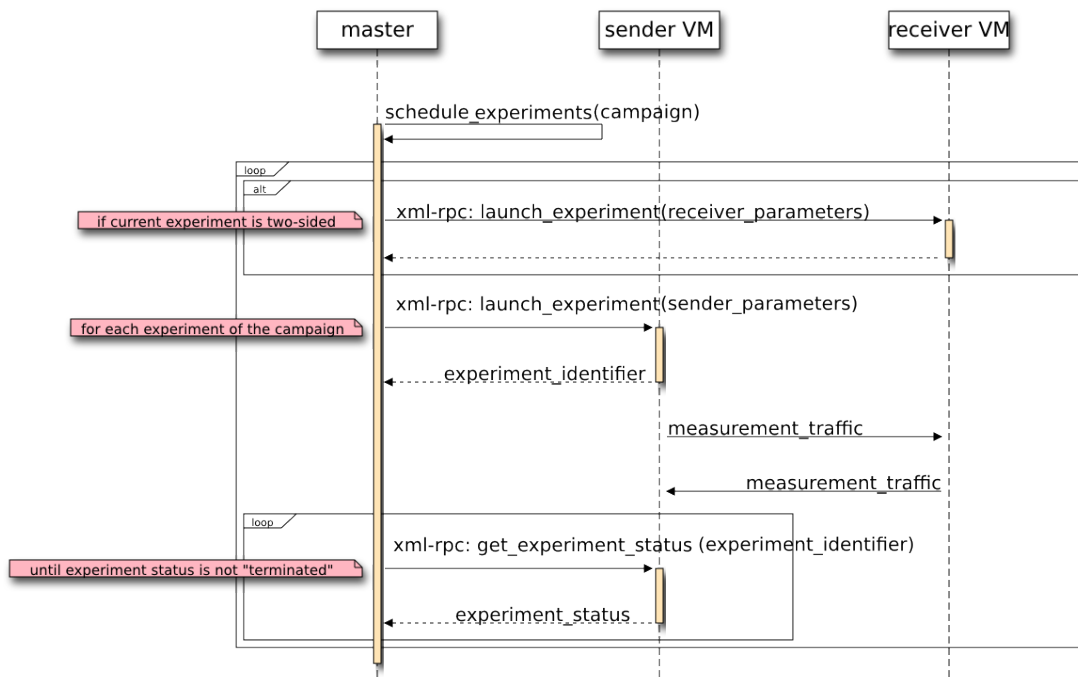 master
sender VM
receiver VM
schedule_experiments(campaign)
loop
alt
if current experiment is two-sided
xml-rpc: launch_experiment(receiver_parameters)
xml-rpc: launch_experiment(sender_parameters)
for each experiment of the campaign
experiment_identifier
measurement_traffic
measurement_traffic
loop
xml-rpc: get_experiment_status (experiment_identifier)
until experiment status is not "terminated"
experiment_status